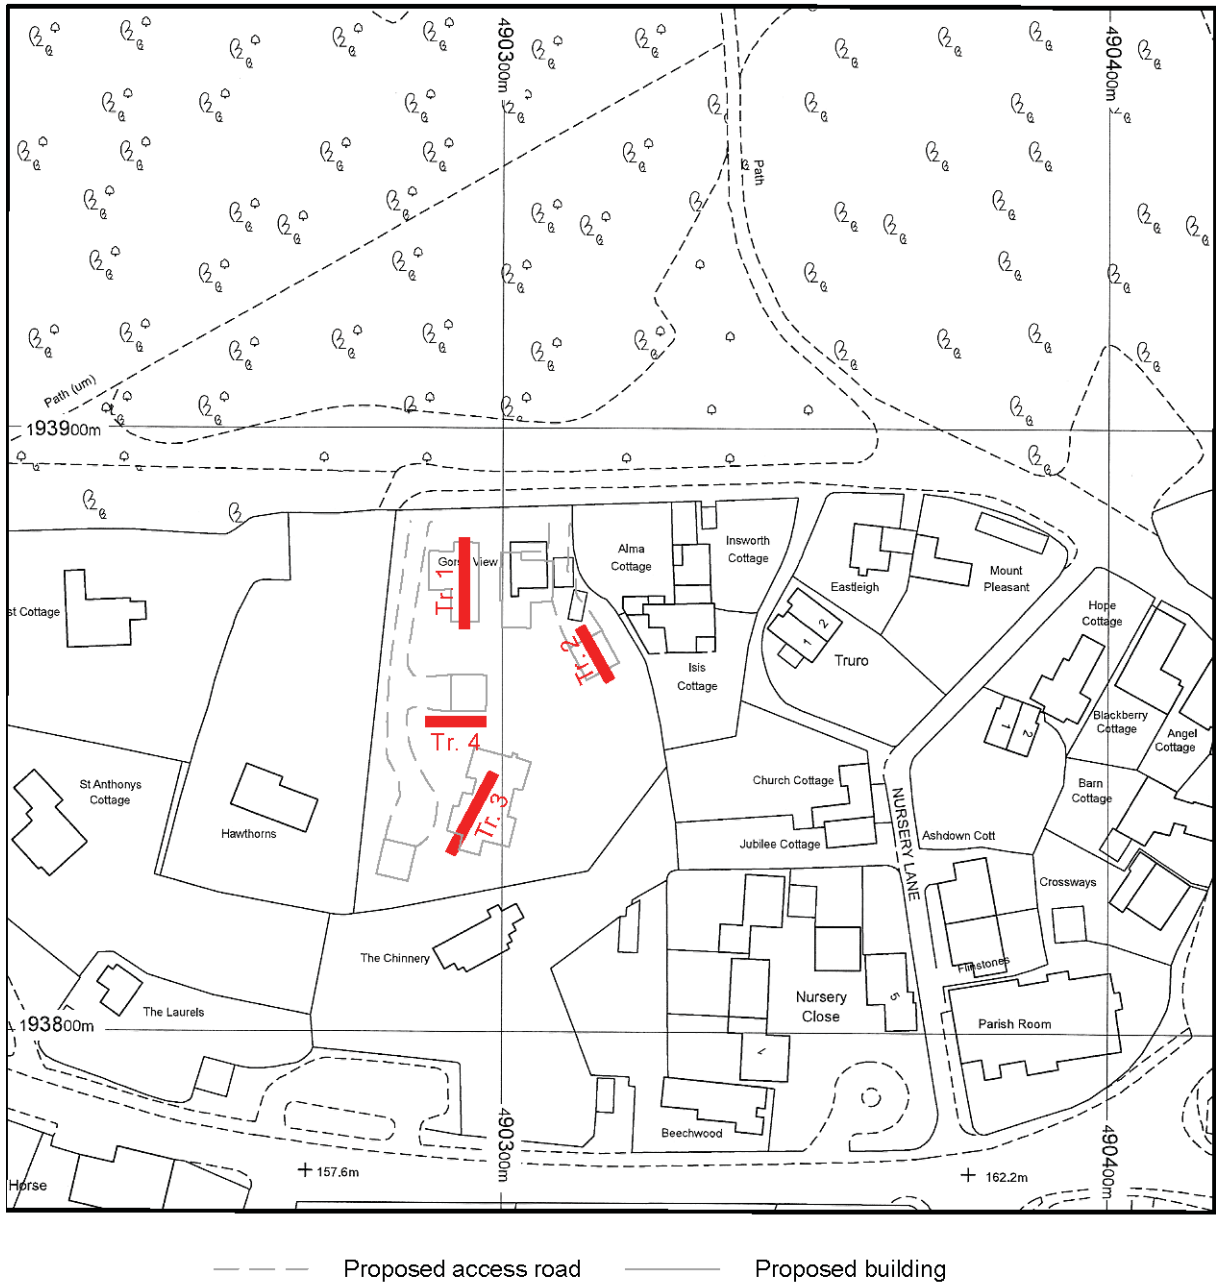 490300m
490400m
Path
Path (um)
193900m
Gorse View
Alma
Cottage
Insworth
Cottage
Eastleigh
Mount
Pleasant
Hope
Cottage
st Cottage
Tr. 1
Tr. 2
Isis
Cottage
1
2
Truro
Blackberry
Cottage
1
2
Angel
Cottage
Tr. 4
St Anthonys
Cottage
Hawthorns
Tr. 3
Church Cottage
Barn
Cottage
NURSERY LANE
Jubilee Cottage
Ashdown Cott
Crossways
The Chinnery
Flinstones
The Laurels
Nursery
Close
5
193800m
Parish Room
1
490300m
490400m
Beechwood
157.6m
162.2m
Horse
Proposed access road
Proposed building